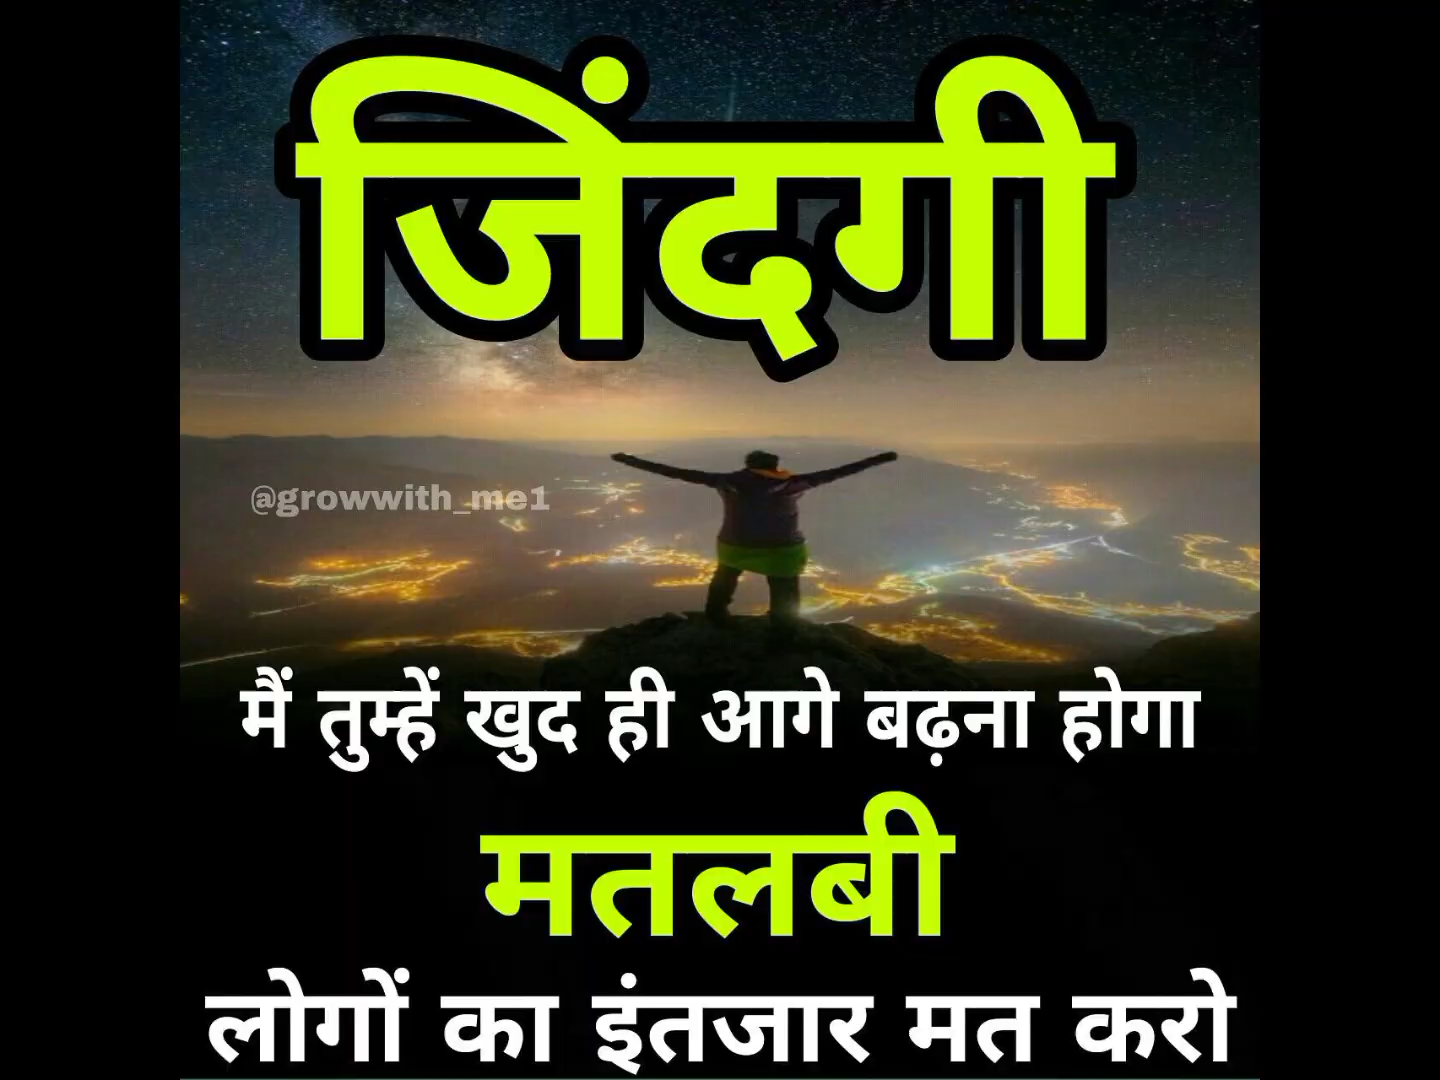 जिंदगी
@growwith_me1
मैं तुम्हें खुद ही आगे बढ़ना होगा
मतलबी
लोगों का इंतजार मत करो